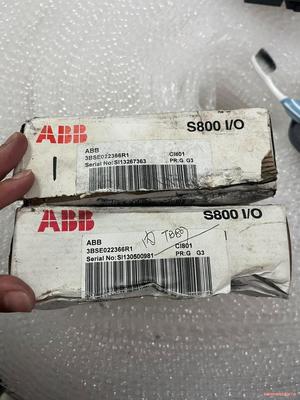 ABB
S800 I/O
ABB
3BSE022366R1
CI801
Serial No:SI13267363
PR:G G3
ABB
S800 I/O
ABB
3BSE022366R1
CI801
Serial No:SI130500981
PR:G G3